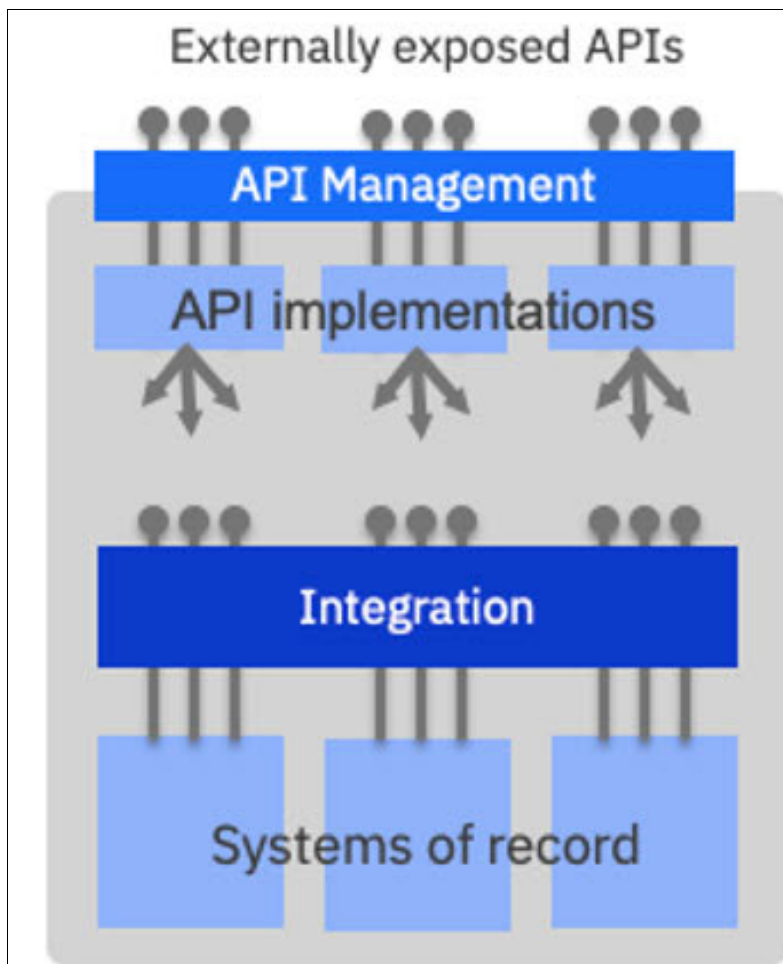 Externally exposed APIs
API Management
API implementations
Integration
Systems of record